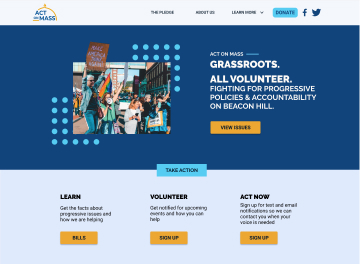 ACT
ON MASS
THE PLEDGE
ABOUT US
LEARN MORE
DONATE
ACT ON MASS
GRASSROOTS.
ALL VOLUNTEER.
FIGHTING FOR PROGRESSIVE
POLICIES & ACCOUNTABILITY
ON BEACON HILL.
VIEW ISSUES
TAKE ACTION
LEARN
Get the facts about
progressive issues and
how we are helping
BILLS
VOLUNTEER
Get notified for upcoming
events and how you can
help
SIGN UP
ACT NOW
Sign up for text and email
notifications so we can
contact you when your
voice is needed
SIGN UP